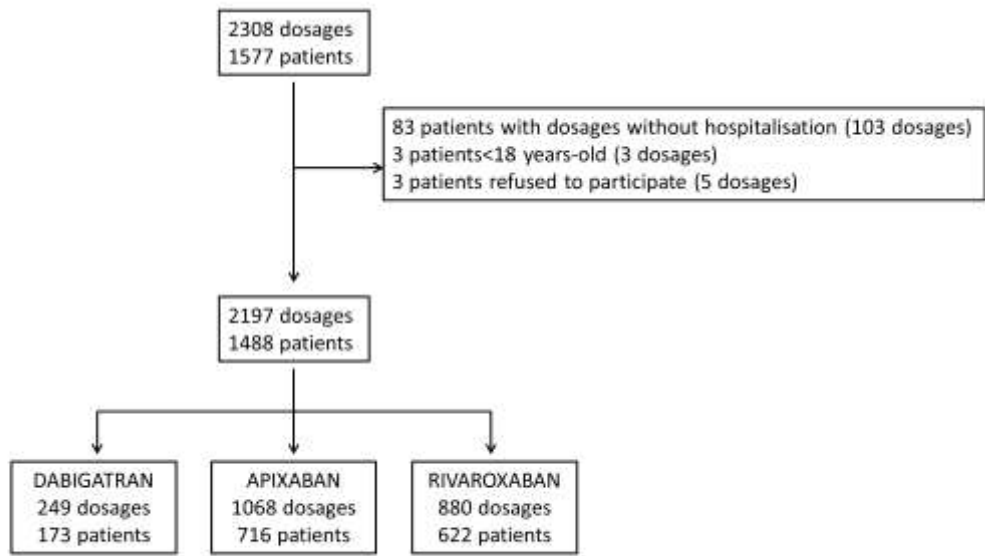 2308 dosages
1577 patients
83 patients with dosages without hospitalisation (103 dosages)
3 patients<18 years-old (3 dosages)
3 patients refused to participate (5 dosages)
2197 dosages
1488 patients
DABIGATRAN
249 dosages
173 patients
APIXABAN
1068 dosages
716 patients
RIVAROXABAN
880 dosages
622 patients